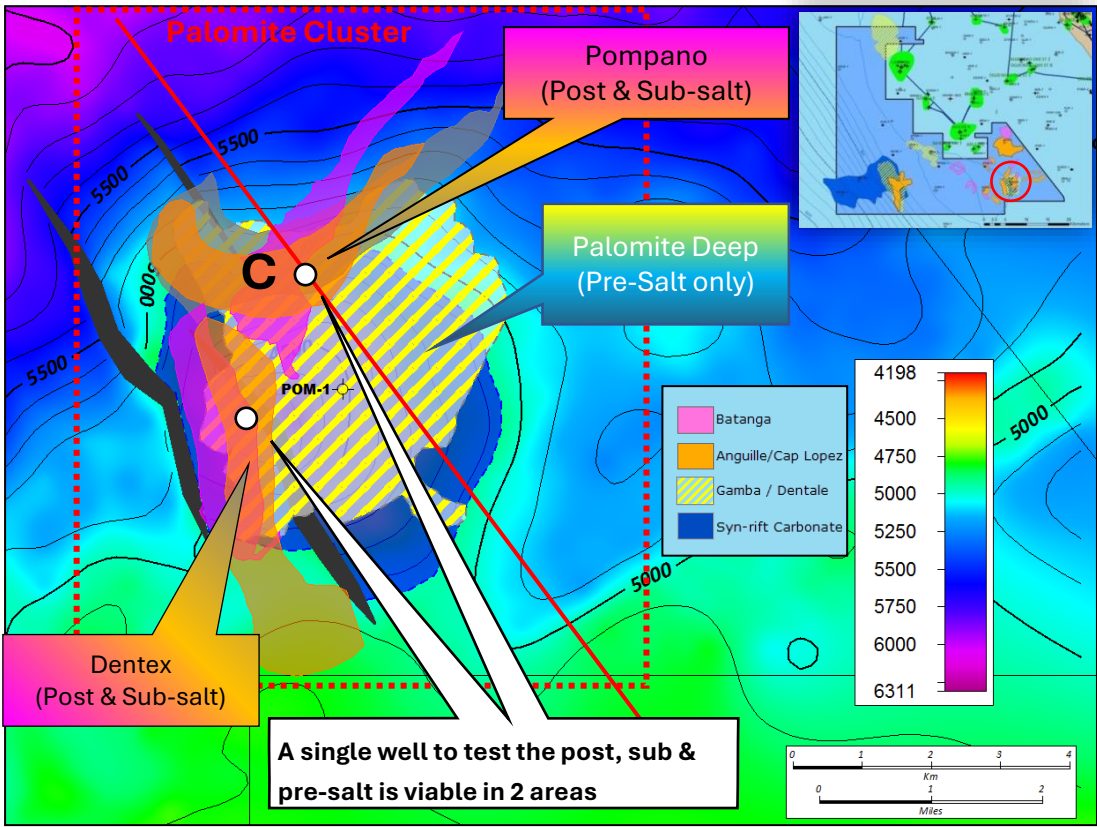 Palomite Cluster
Pompano
(Post & Sub-salt)
5500
5500
5000
5500
C
Palomite Deep
(Pre-Salt only)
POM-1
Batanga
Anguille/Cap Lopez
Gamba / Dentale
Syn-rift Carbonate
4198
4500
4750
5000
5250
5500
5750
6000
6311
5000
5000
Dentex
(Post & Sub-salt)
A single well to test the post, sub &
pre-salt is viable in 2 areas
0 1 2 3 4
Km
0 1 2
Miles